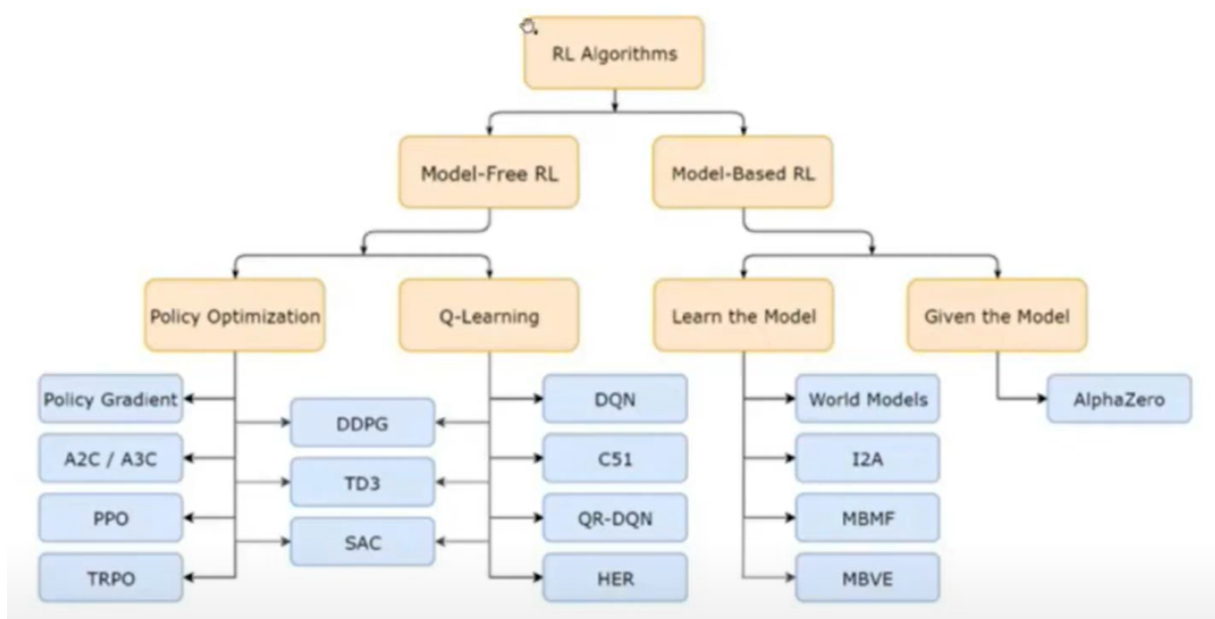 RL Algorithms
Model-Free RL
Model-Based RL
Policy Optimization
Q-Learning
Learn the Model
Given the Model
Policy Gradient
DDPG
DQN
World Models
AlphaZero
A2C / A3C
TD3
C51
I2A
PPO
SAC
QR-DQN
MBMF
TRPO
HER
MBVE